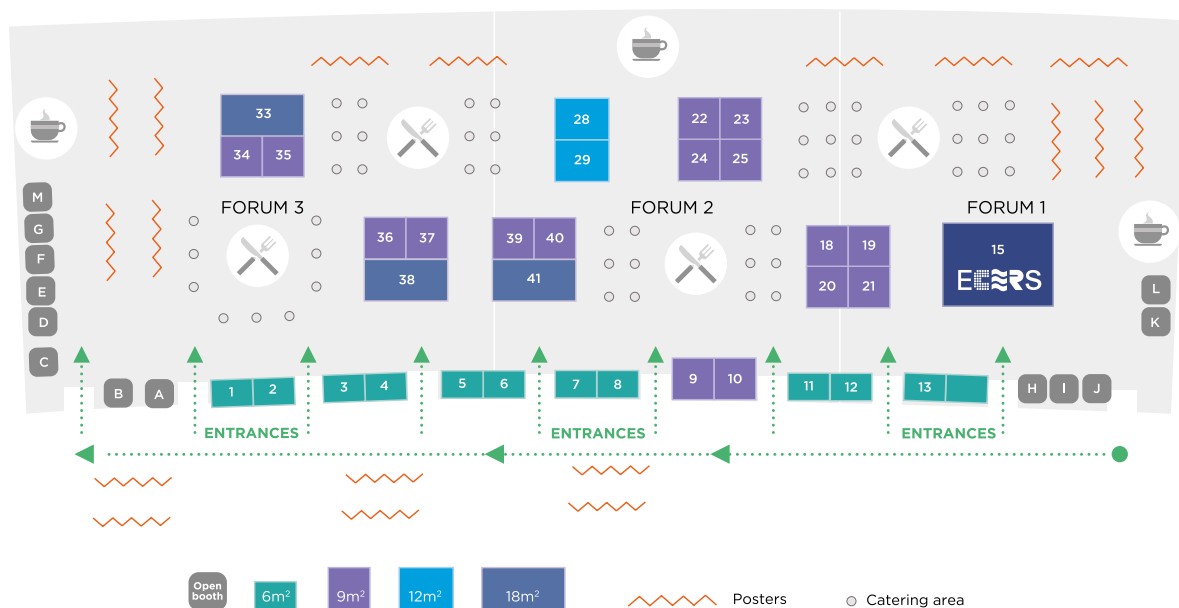 33
34 35
28
29
22 23
24 25
M
G
F
E
D
C
FORUM 3
FORUM 2
FORUM 1
36 37
38
39 40
41
18 19
20 21
15
ECERS
L
K
B A
1 2
3 4
5 6
7 8
9 10
11 12
13
H I J
ENTRANCES
ENTRANCES
ENTRANCES
Open
booth
6m²
9m²
12m²
18m²
Posters
Catering area